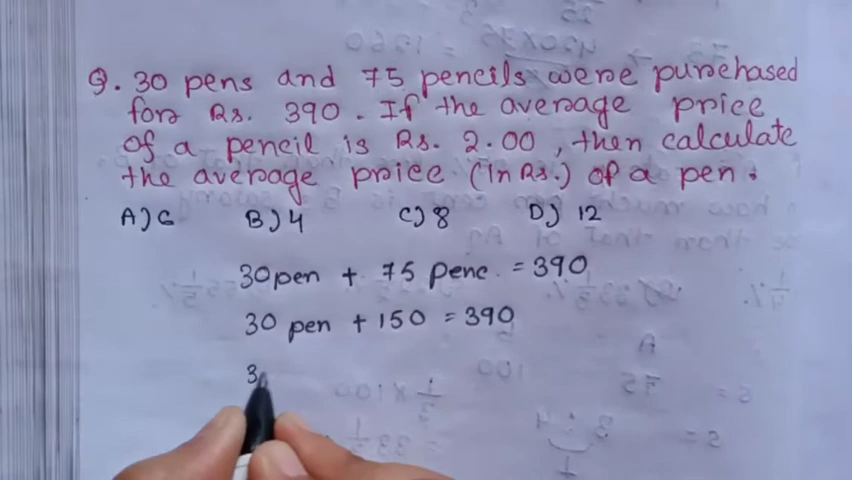 Q. 30 pens and 75 pencils were purchased
for Rs. 390. If the average price
of a pencil is Rs. 2.00, then calculate
the average price (in Rs.) of a pen.
A) 6 B) 4 C) 8 D) 12
30 pen + 75 penc. = 390
30 pen + 150 = 390
3